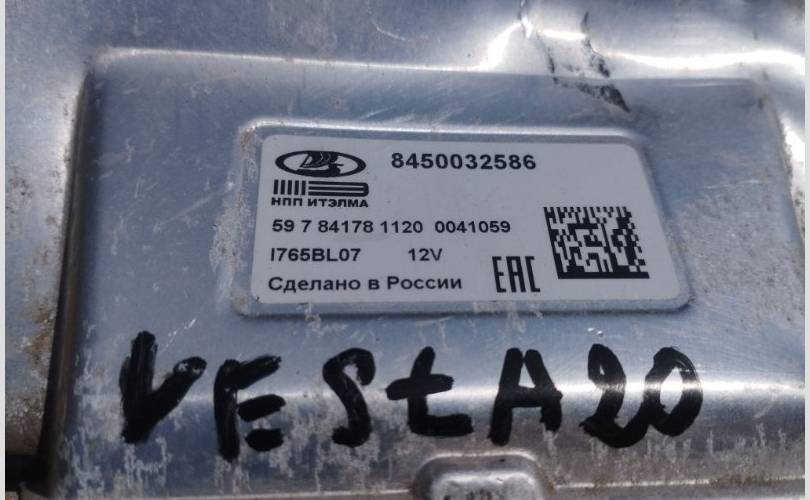 8450032586
НПП ИТЭЛМА
59 7 84178 1120 0041059
I765BL07 12V
EAC
Сделано в России
VEStA20